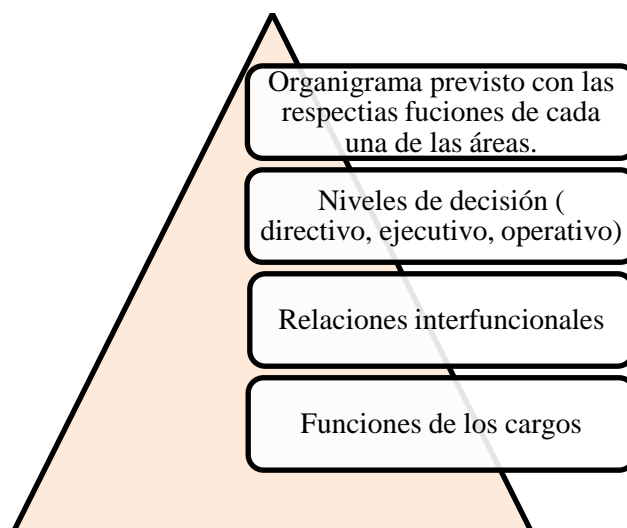 Organigrama previsto con las
respectias fuciones de cada
una de las áreas.
Niveles de decisión (
directivo, ejecutivo, operativo)
Relaciones interfuncionales
Funciones de los cargos